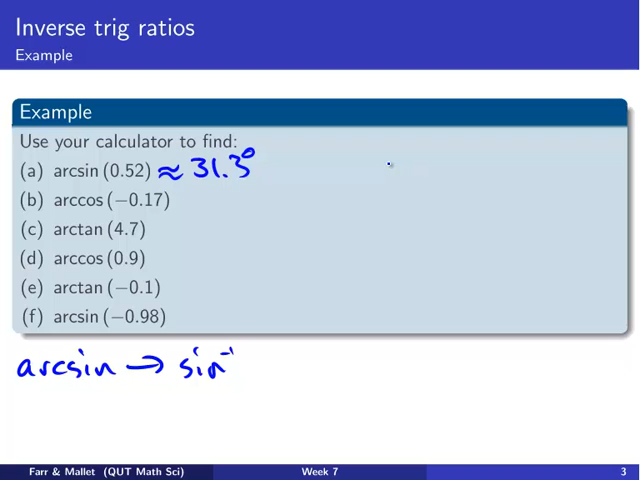 Inverse trig ratios
Example
Example
Use your calculator to find:
(a) arcsin (0.52) ≈ 31.3°
(b) arccos (−0.17)
(c) arctan (4.7)
(d) arccos (0.9)
(e) arctan (−0.1)
(f) arcsin (−0.98)
arcsin → sin⁻¹
Farr & Mallet (QUT Math Sci) Week 7 3